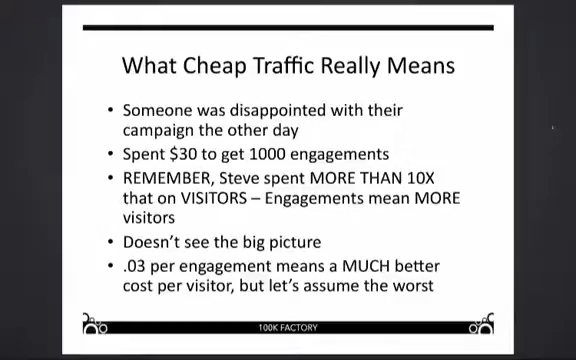 What Cheap Traffic Really Means
• Someone was disappointed with their
campaign the other day
• Spent $30 to get 1000 engagements
• REMEMBER, Steve spent MORE THAN 10X
that on VISITORS – Engagements mean MORE
visitors
• Doesn't see the big picture
• .03 per engagement means a MUCH better
cost per visitor, but let's assume the worst
100K FACTORY